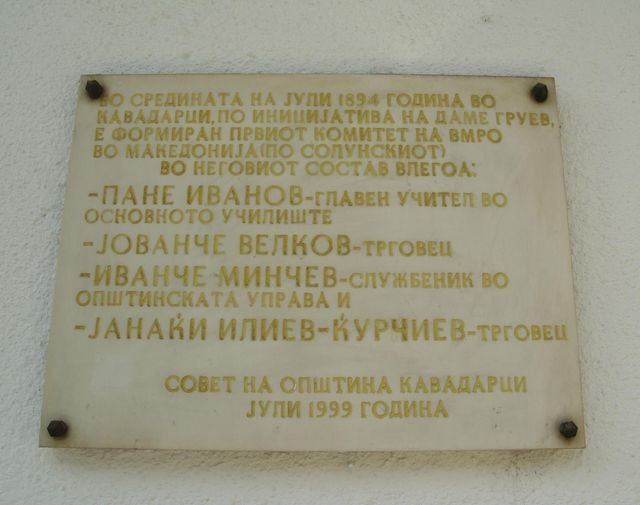 ВО СРЕДИНАТА НА ЈУЛИ 1894 ГОДИНА ВО
КАВАДАРЦИ, ПО ИНИЦИЈАТИВА НА ДАМЕ ГРУЕВ,
Е ФОРМИРАН ПРВИОТ КОМИТЕТ НА ВМРО
ВО МАКЕДОНИЈА (ПО СОЛУНСКИОТ)
ВО НЕГОВИОТ СОСТАВ ВЛЕГОА:
-ПАНЕ ИВАНОВ-ГЛАВЕН УЧИТЕЛ ВО
ОСНОВНОТО УЧИЛИШТЕ
-ЈОВАНЧЕ ВЕЛКОВ-ТРГОВЕЦ
-ИВАНЧЕ МИНЧЕВ-СЛУЖБЕНИК ВО
ОПШТИНСКАТА УПРАВА И
-ЈАНАЌИ ИЛИЕВ-ЌУРЧИЕВ-ТРГОВЕЦ
СОВЕТ НА ОПШТИНА КАВАДАРЦИ
ЈУЛИ 1999 ГОДИНА